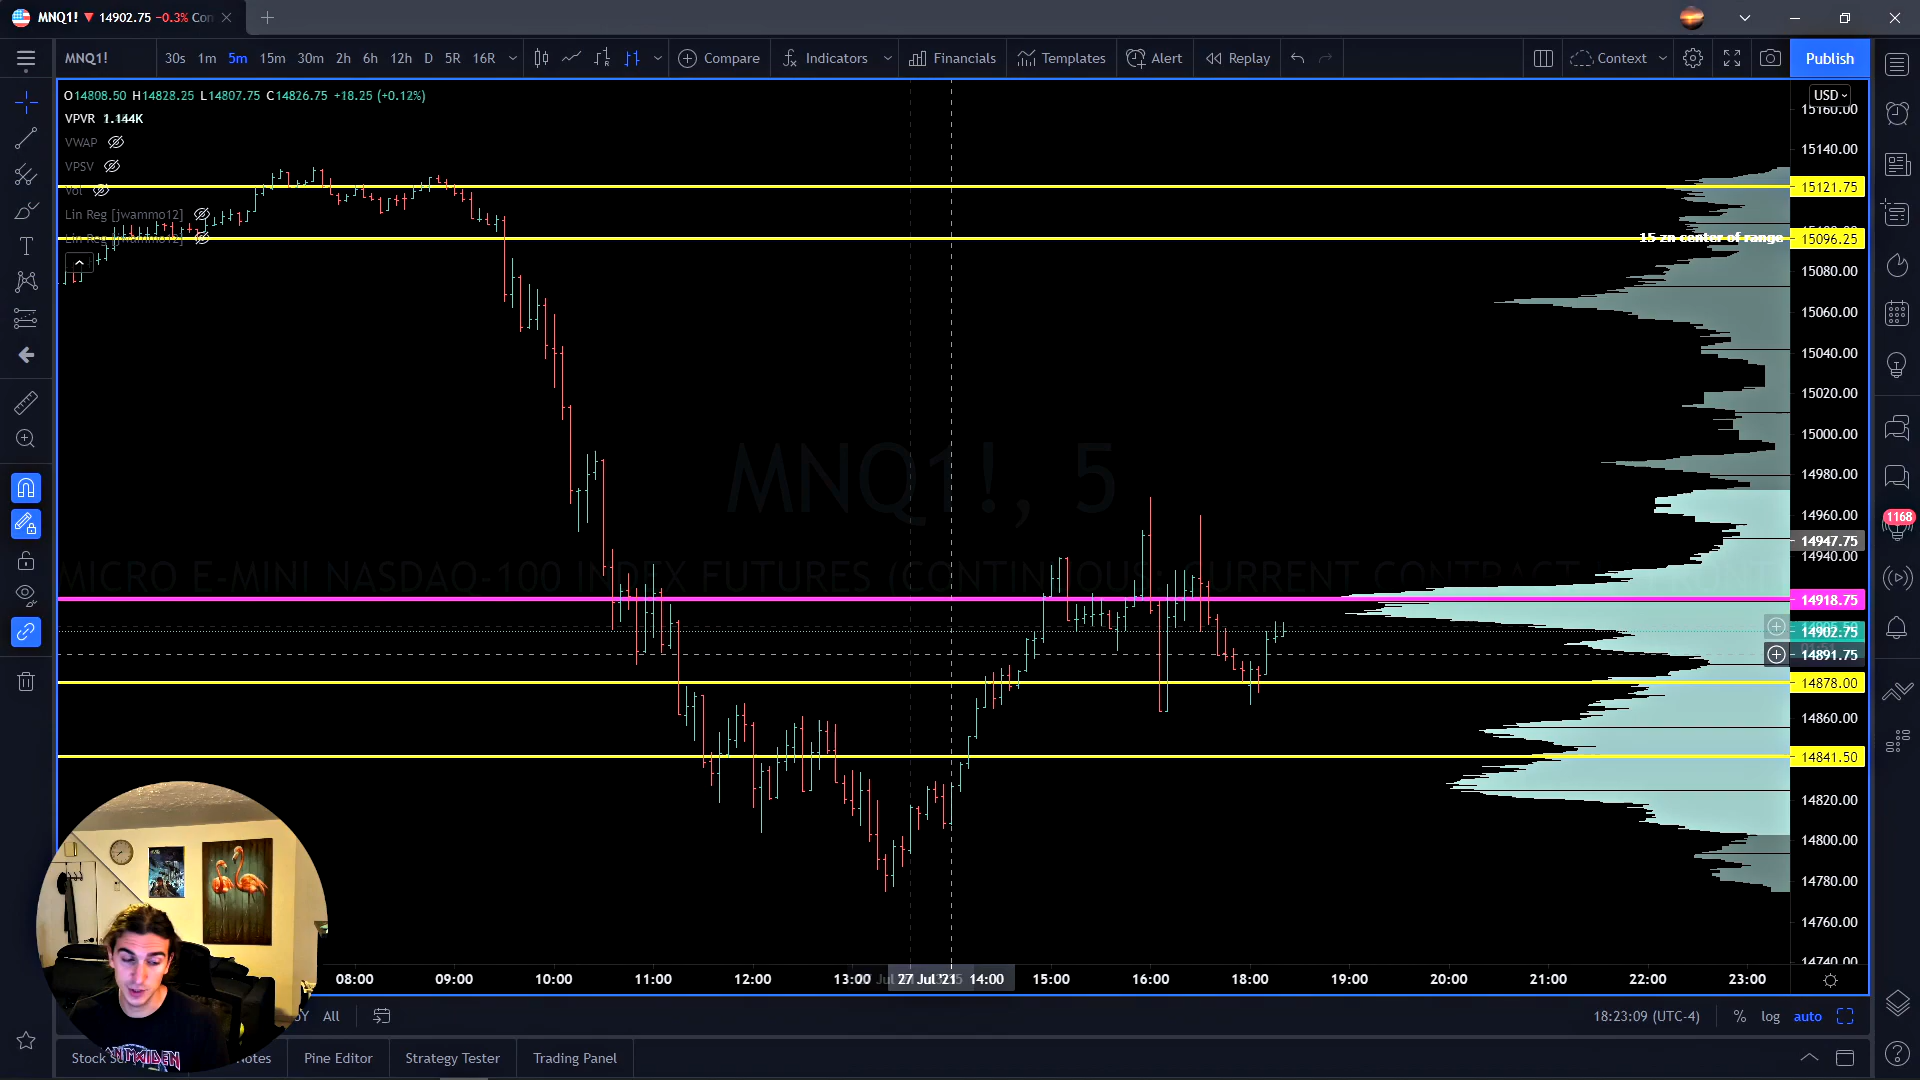 MNQ1! ▼ 14902.75 −0.3% Con
MNQ1! 30s 1m 5m 15m 30m 2h 6h 12h D 5R 16R Compare Indicators Financials Templates Alert Replay Context Publish
O14808.50 H14828.25 L14807.75 C14826.75 +18.25 (+0.12%)
USD
VPVR 1.144K
VWAP
VPSV
Vol
Lin Reg [jwammo12]
Lin Reg [jwammo12]
15160.00
15140.00
15121.75
15 zn center of range 15096.25
15080.00
15060.00
15040.00
15020.00
15000.00
14980.00
14960.00
14947.75
14940.00
14918.75
14902.75
14891.75
14878.00
14860.00
14841.50
14820.00
14800.00
14780.00
14760.00
14740.00
MNQ1!, 5
MICRO E-MINI NASDAQ-100 INDEX FUTURES (CONTINUOUS: CURRENT CONTRACT
1168
08:00 09:00 10:00 11:00 12:00 13:00 27 Jul '21 14:00 15:00 16:00 18:00 19:00 20:00 21:00 22:00 23:00
All 18:23:09 (UTC-4) % log auto
Stock Notes Pine Editor Strategy Tester Trading Panel